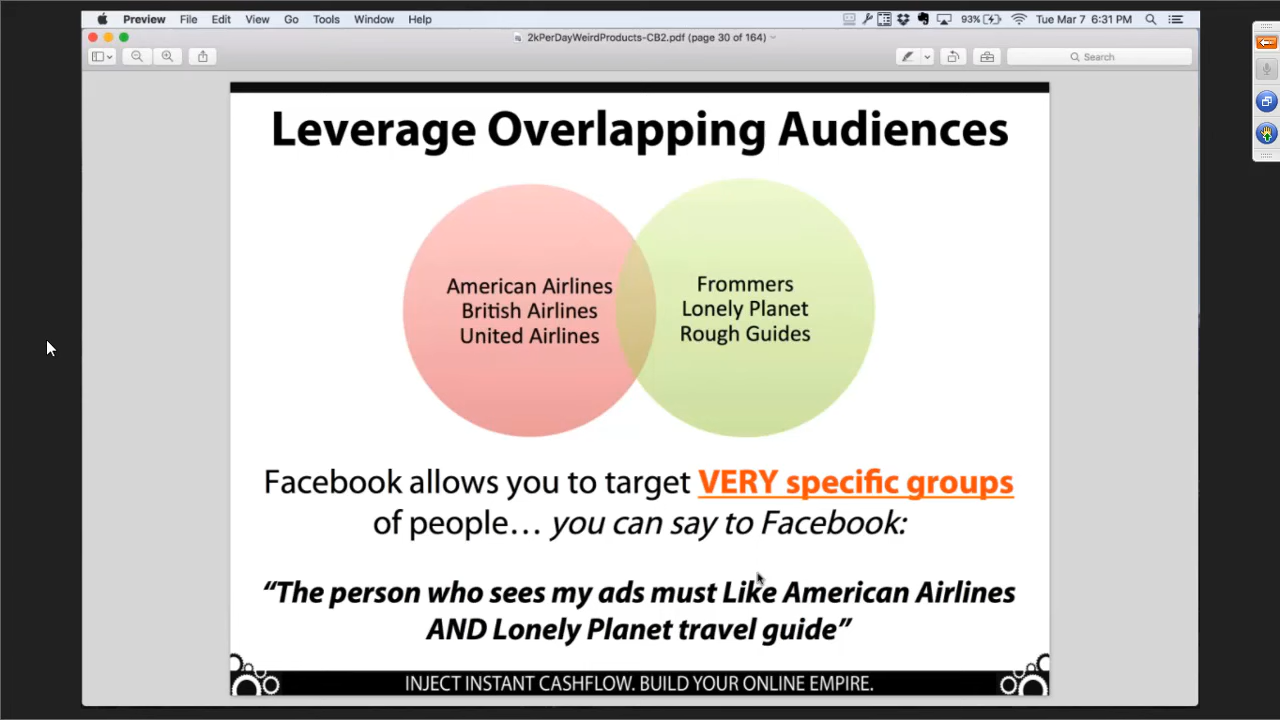 Preview File Edit View Go Tools Window Help 93% Tue Mar 7 6:31 PM
2kPerDayWeirdProducts-CB2.pdf (page 30 of 164)
Search
Leverage Overlapping Audiences
American Airlines
British Airlines
United Airlines
Frommers
Lonely Planet
Rough Guides
Facebook allows you to target VERY specific groups
of people… you can say to Facebook:
“The person who sees my ads must Like American Airlines
AND Lonely Planet travel guide”
INJECT INSTANT CASHFLOW. BUILD YOUR ONLINE EMPIRE.